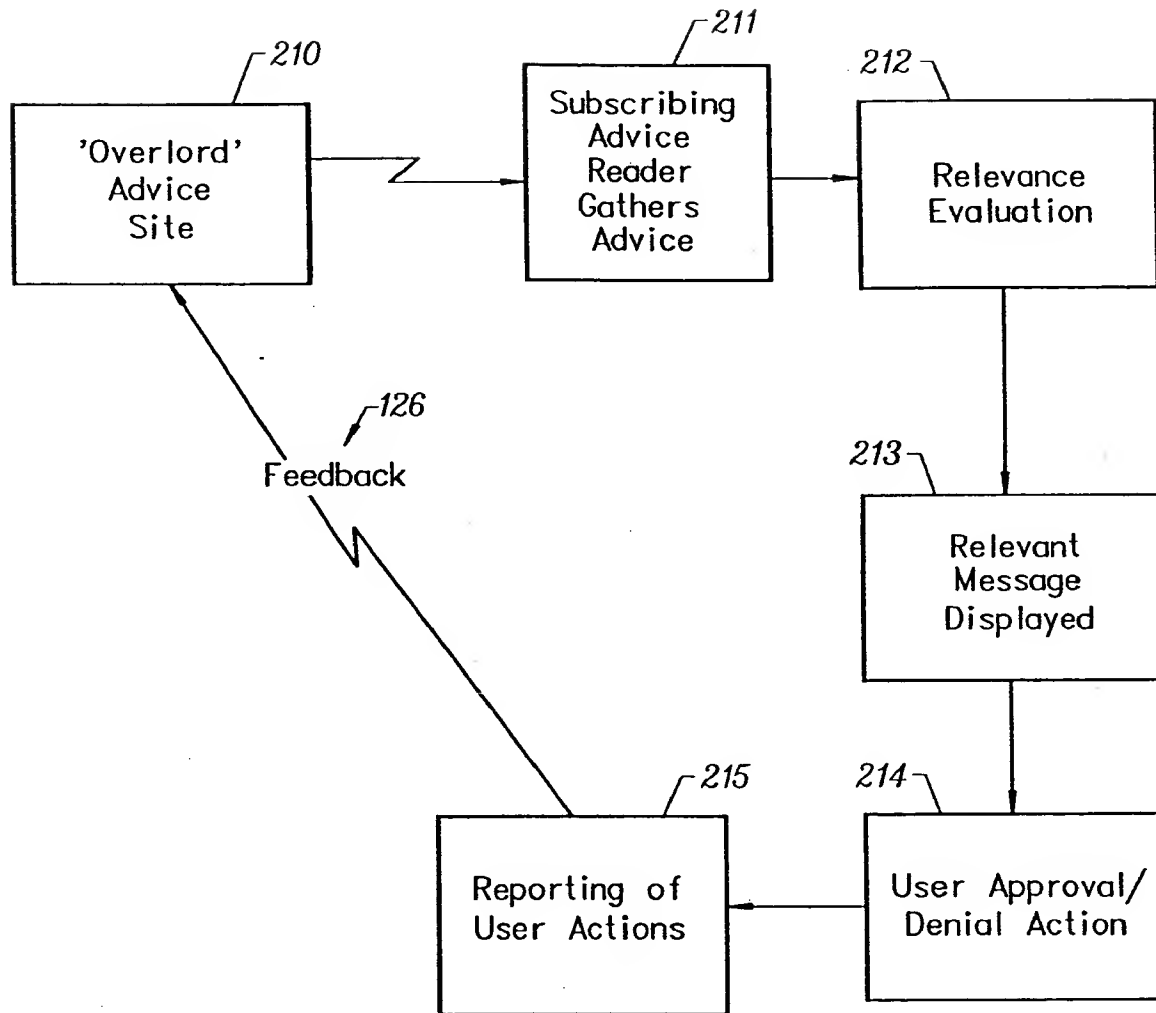 210
'Overlord'
Advice
Site
211
Subscribing
Advice
Reader
Gathers
Advice
212
Relevance
Evaluation
126
Feedback
213
Relevant
Message
Displayed
215
Reporting of
User Actions
214
User Approval/
Denial Action